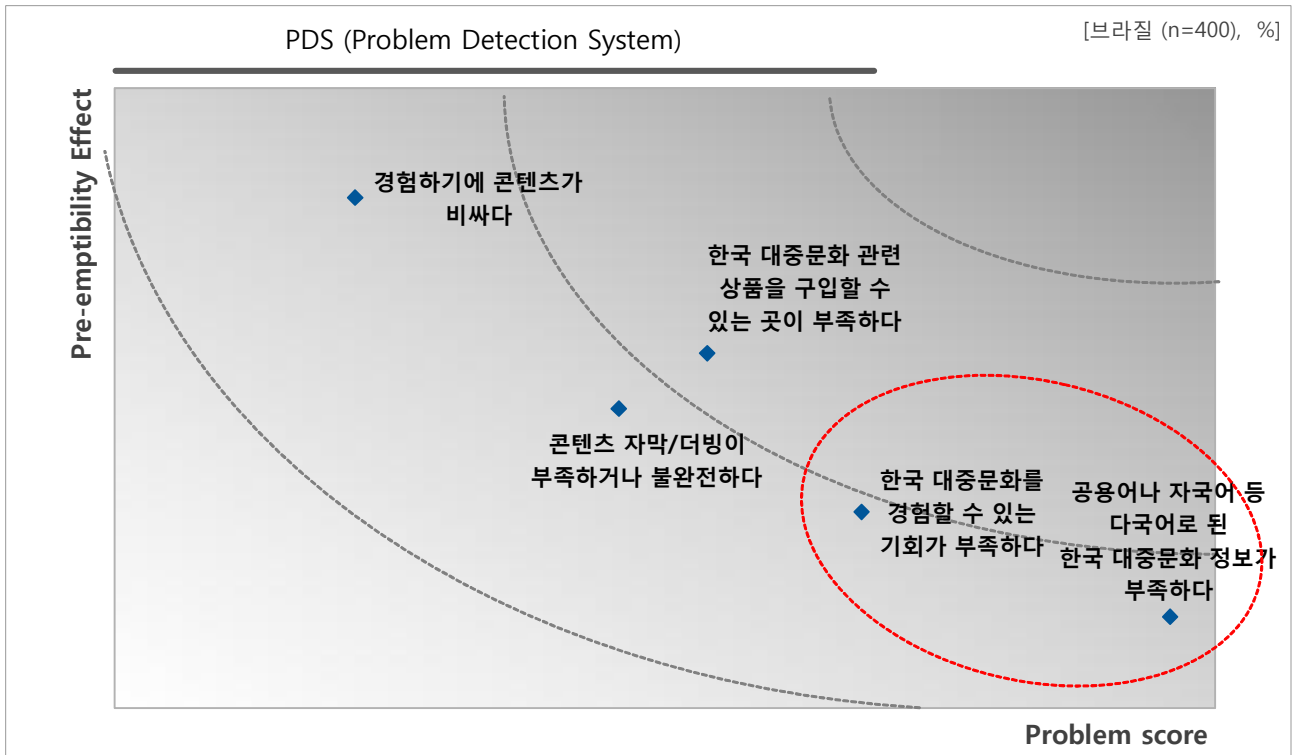 PDS (Problem Detection System)
[브라질 (n=400), %]
Pre-emptibility Effect
경험하기에 콘텐츠가
비싸다
한국 대중문화 관련
상품을 구입할 수
있는 곳이 부족하다
콘텐츠 자막/더빙이
부족하거나 불완전하다
한국 대중문화를
경험할 수 있는
기회가 부족하다
공용어나 자국어 등
다국어로 된
한국 대중문화 정보가
부족하다
Problem score